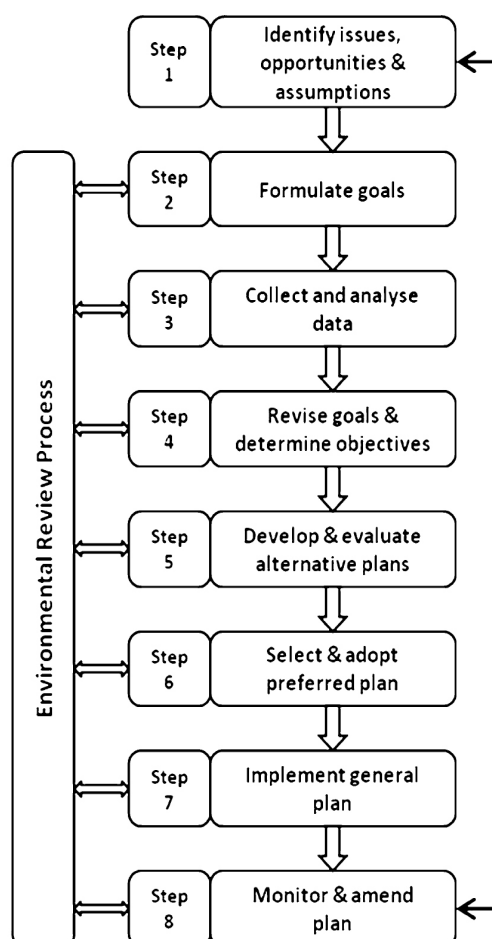 Step
1
Identify issues,
opportunities &
assumptions
Environmental Review Process
Step
2
Formulate goals
Step
3
Collect and analyse
data
Step
4
Revise goals &
determine objectives
Step
5
Develop & evaluate
alternative plans
Step
6
Select & adopt
preferred plan
Step
7
Implement general
plan
Step
8
Monitor & amend
plan